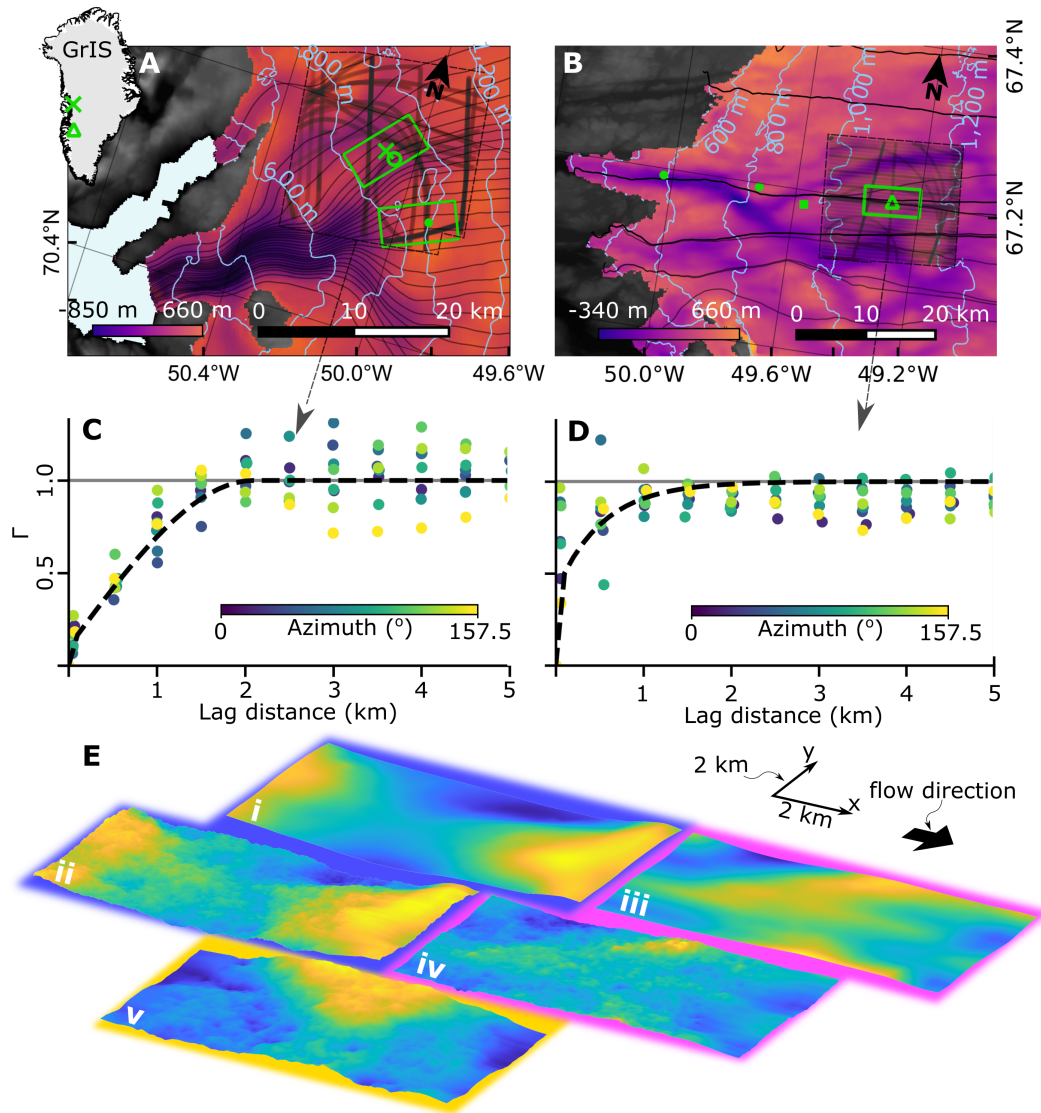 GrIS
A
800 m
1,200 m
N
600 m
70.4°N
-850 m
660 m
0
10
20 km
50.4°W
50.0°W
49.6°W
B
67.4°N
N
600 m
800 m
1,000 m
1,200 m
67.2°N
-340 m
660 m
0
10
20 km
50.0°W
49.6°W
49.2°W
C
1.0
Γ
0.5
0
Azimuth (°)
157.5
1
2
3
4
5
Lag distance (km)
D
0
Azimuth (°)
157.5
1
2
3
4
5
Lag distance (km)
E
y
2 km
x
2 km
flow direction
i
ii
iii
iv
v